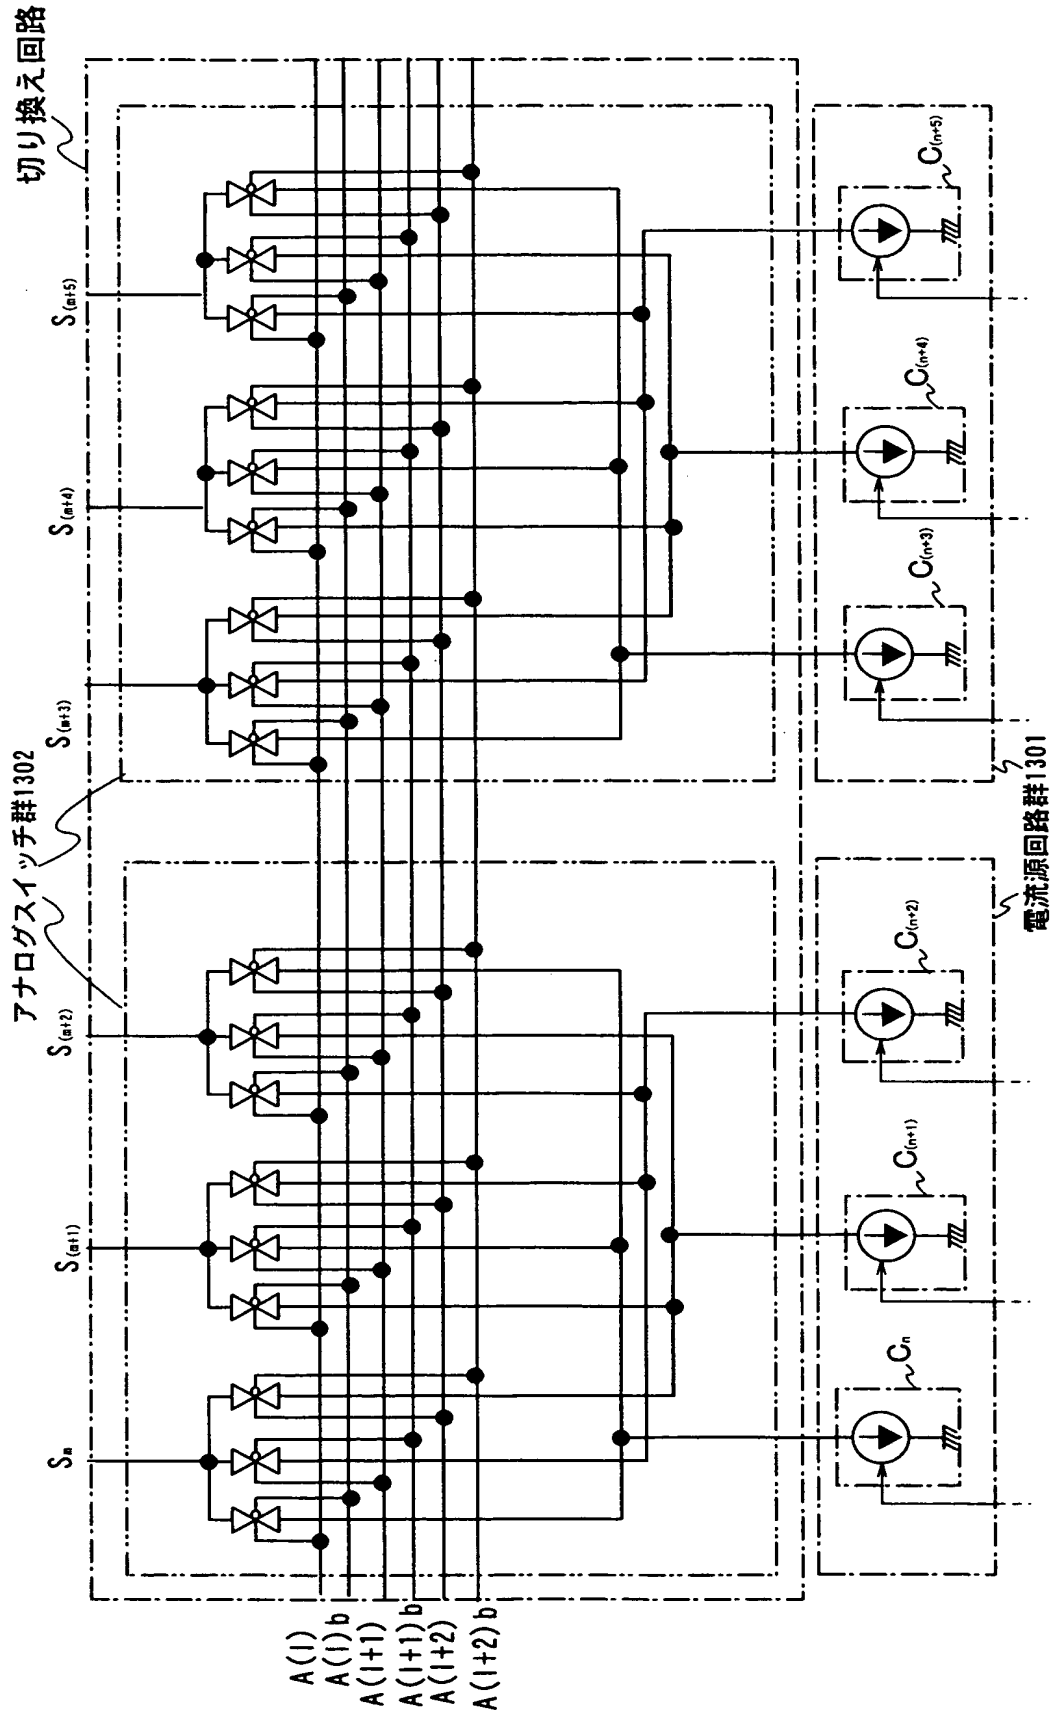 切り換え回路
アナログスイッチ群1302
Sm
S(m+1)
S(m+2)
S(m+3)
S(m+4)
S(m+5)
A(l)
A(l)b
A(l+1)
A(l+1)b
A(l+2)
A(l+2)b
Cn
C(n+1)
C(n+2)
C(n+3)
C(n+4)
C(n+5)
電流源回路群1301